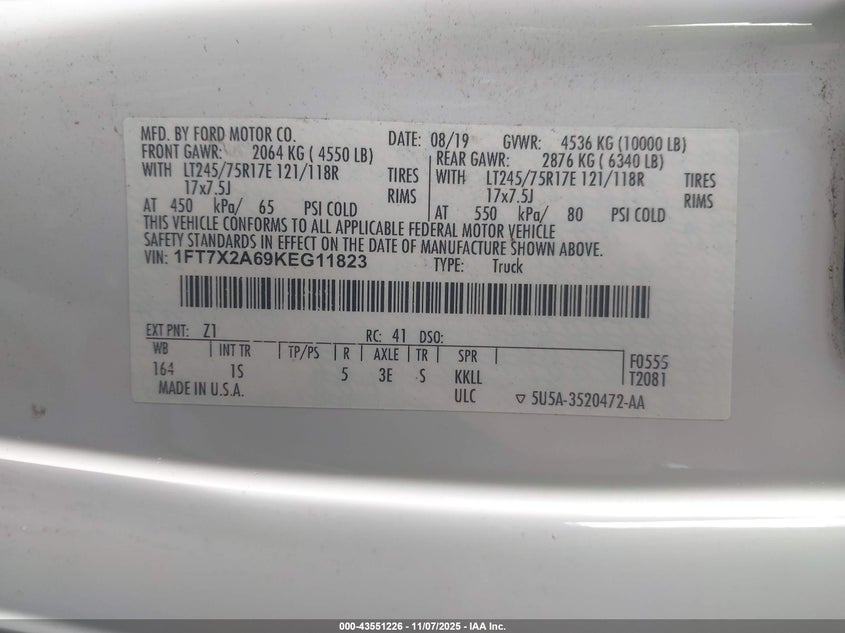 MFD. BY FORD MOTOR CO.
DATE: 08/19 GVWR: 4536 KG (10000 LB)
FRONT GAWR: 2064 KG ( 4550 LB)
WITH LT245/75R17E 121/118R TIRES
17x7.5J RIMS
AT 450 kPa/ 65 PSI COLD
REAR GAWR: 2876 KG ( 6340 LB)
WITH LT245/75R17E 121/118R TIRES
17x7.5J RIMS
AT 550 kPa/ 80 PSI COLD
THIS VEHICLE CONFORMS TO ALL APPLICABLE FEDERAL MOTOR VEHICLE
SAFETY STANDARDS IN EFFECT ON THE DATE OF MANUFACTURE SHOWN ABOVE.
VIN: 1FT7X2A69KEG11823 TYPE: Truck
EXT PNT: Z1 RC: 41 DSO:
WB | INT TR | TP/PS | R | AXLE | TR | SPR
164 1S 5 3E S KKLL
ULC
F0555
T2081
MADE IN U.S.A.
▽ 5U5A-3520472-AA
000-43551226 - 11/07/2025 - IAA Inc.